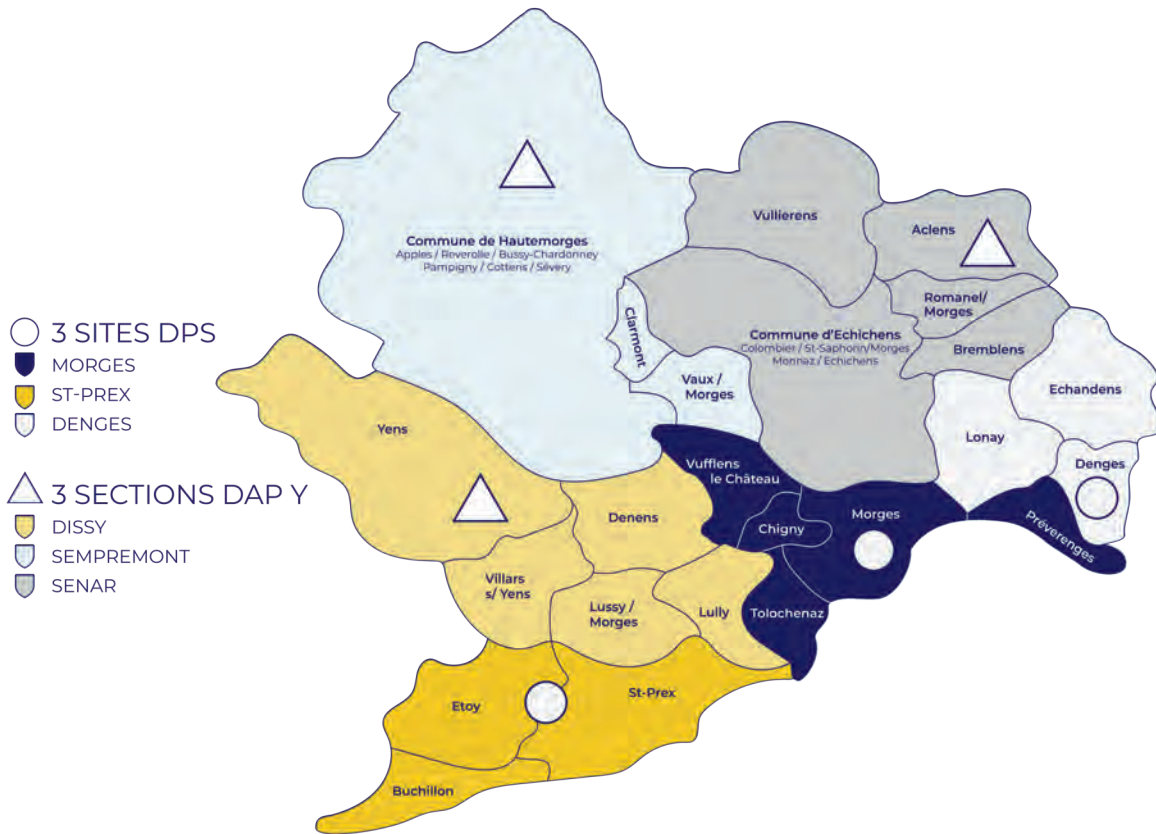 3 SITES DPS
MORGES
ST-PREX
DENGES
3 SECTIONS DAP Y
DISSY
SEMPREMONT
SENAR
Commune de Hautemorges
Apples / Reverolle / Bussy-Chardonney
Pampigny / Cottens / Sévery
Vullierens
Aclens
Romanel/
Morges
Clarmont
Commune d'Echichens
Colombier / St-Saphorin/Morges
Monnaz / Echichens
Bremblens
Vaux /
Morges
Echandens
Yens
Lonay
Vufflens
le Château
Denges
Denens
Chigny
Morges
Préverenges
Villars
s/ Yens
Lussy /
Morges
Lully
Tolochenaz
Etoy
St-Prex
Buchillon